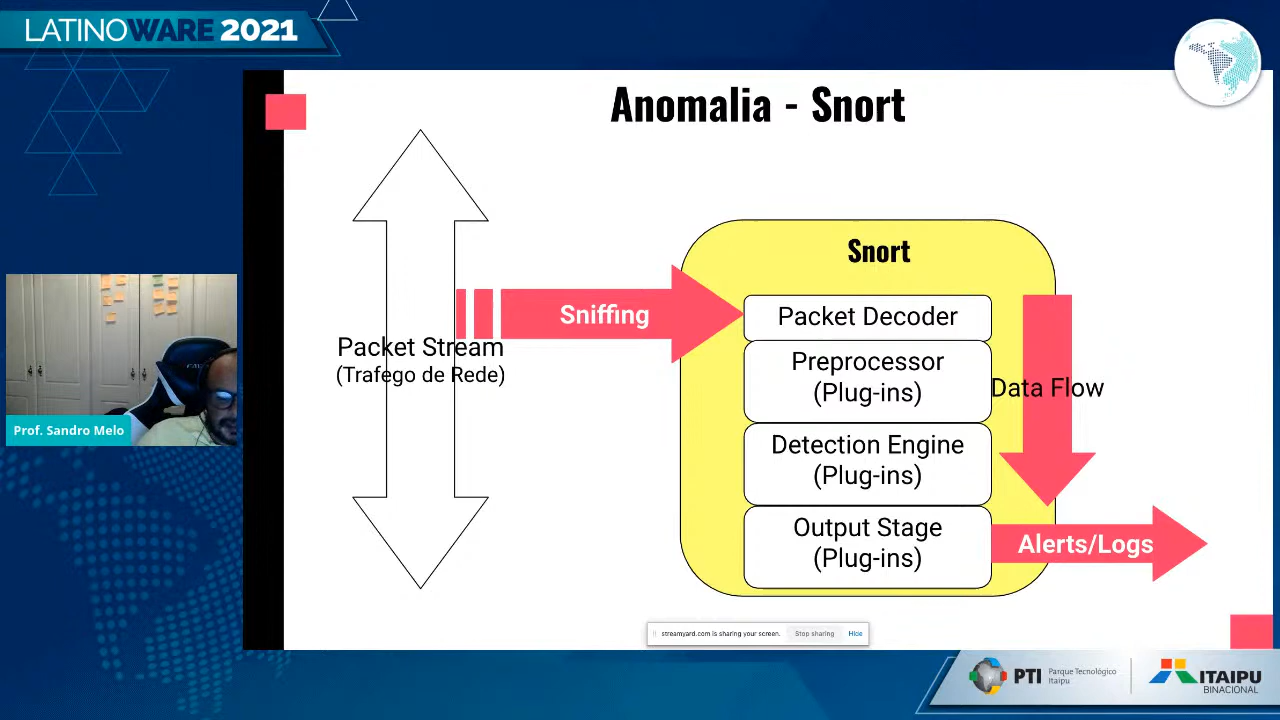 LATINOWARE 2021
Anomalia - Snort
Snort
Sniffing
Packet Decoder
Packet Stream
(Trafego de Rede)
Preprocessor
(Plug-ins)
Data Flow
Detection Engine
(Plug-ins)
Output Stage
(Plug-ins)
Alerts/Logs
Prof. Sandro Melo
streamyard.com is sharing your screen. Stop sharing Hide
PTI Parque Tecnológico
Itaipu
ITAIPU
BINACIONAL